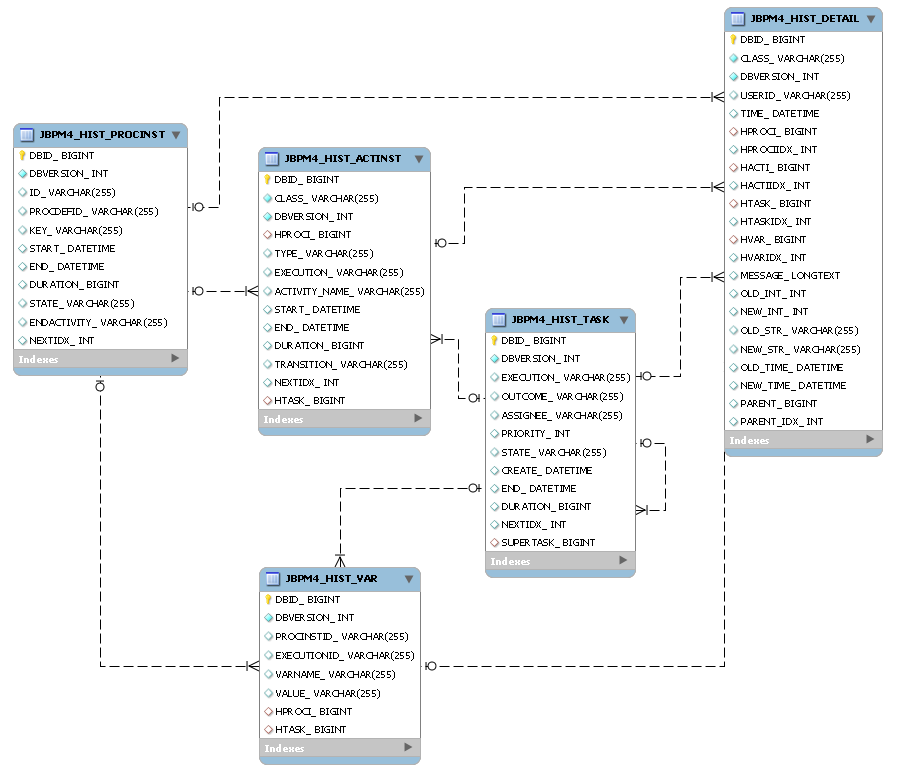 JBPM4_HIST_PROCINST
DBID_ BIGINT
DBVERSION_ INT
ID_ VARCHAR(255)
PROCDEFID_ VARCHAR(255)
KEY_ VARCHAR(255)
START_ DATETIME
END_ DATETIME
DURATION_ BIGINT
STATE_ VARCHAR(255)
ENDACTIVITY_ VARCHAR(255)
NEXTIDX_ INT
Indexes
JBPM4_HIST_ACTINST
DBID_ BIGINT
CLASS_ VARCHAR(255)
DBVERSION_ INT
HPROCI_ BIGINT
TYPE_ VARCHAR(255)
EXECUTION_ VARCHAR(255)
ACTIVITY_NAME_ VARCHAR(255)
START_ DATETIME
END_ DATETIME
DURATION_ BIGINT
TRANSITION_ VARCHAR(255)
NEXTIDX_ INT
HTASK_ BIGINT
Indexes
JBPM4_HIST_TASK
DBID_ BIGINT
DBVERSION_ INT
EXECUTION_ VARCHAR(255)
OUTCOME_ VARCHAR(255)
ASSIGNEE_ VARCHAR(255)
PRIORITY_ INT
STATE_ VARCHAR(255)
CREATE_ DATETIME
END_ DATETIME
DURATION_ BIGINT
NEXTIDX_ INT
SUPERTASK_ BIGINT
Indexes
JBPM4_HIST_DETAIL
DBID_ BIGINT
CLASS_ VARCHAR(255)
DBVERSION_ INT
USERID_ VARCHAR(255)
TIME_ DATETIME
HPROCI_ BIGINT
HPROCIIDX_ INT
HACTI_ BIGINT
HACTIIDX_ INT
HTASK_ BIGINT
HTASKIDX_ INT
HVAR_ BIGINT
HVARIDX_ INT
MESSAGE_ LONGTEXT
OLD_INT_ INT
NEW_INT_ INT
OLD_STR_ VARCHAR(255)
NEW_STR_ VARCHAR(255)
OLD_TIME_ DATETIME
NEW_TIME_ DATETIME
PARENT_ BIGINT
PARENT_IDX_ INT
Indexes
JBPM4_HIST_VAR
DBID_ BIGINT
DBVERSION_ INT
PROCINSTID_ VARCHAR(255)
EXECUTIONID_ VARCHAR(255)
VARNAME_ VARCHAR(255)
VALUE_ VARCHAR(255)
HPROCI_ BIGINT
HTASK_ BIGINT
Indexes